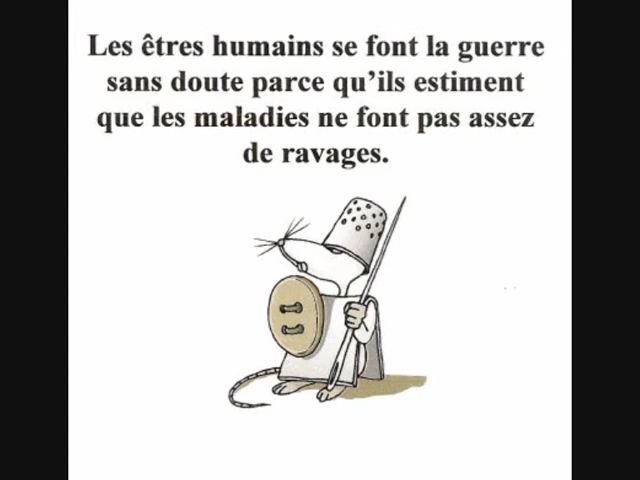 Les êtres humains se font la guerre
sans doute parce qu’ils estiment
que les maladies ne font pas assez
de ravages.